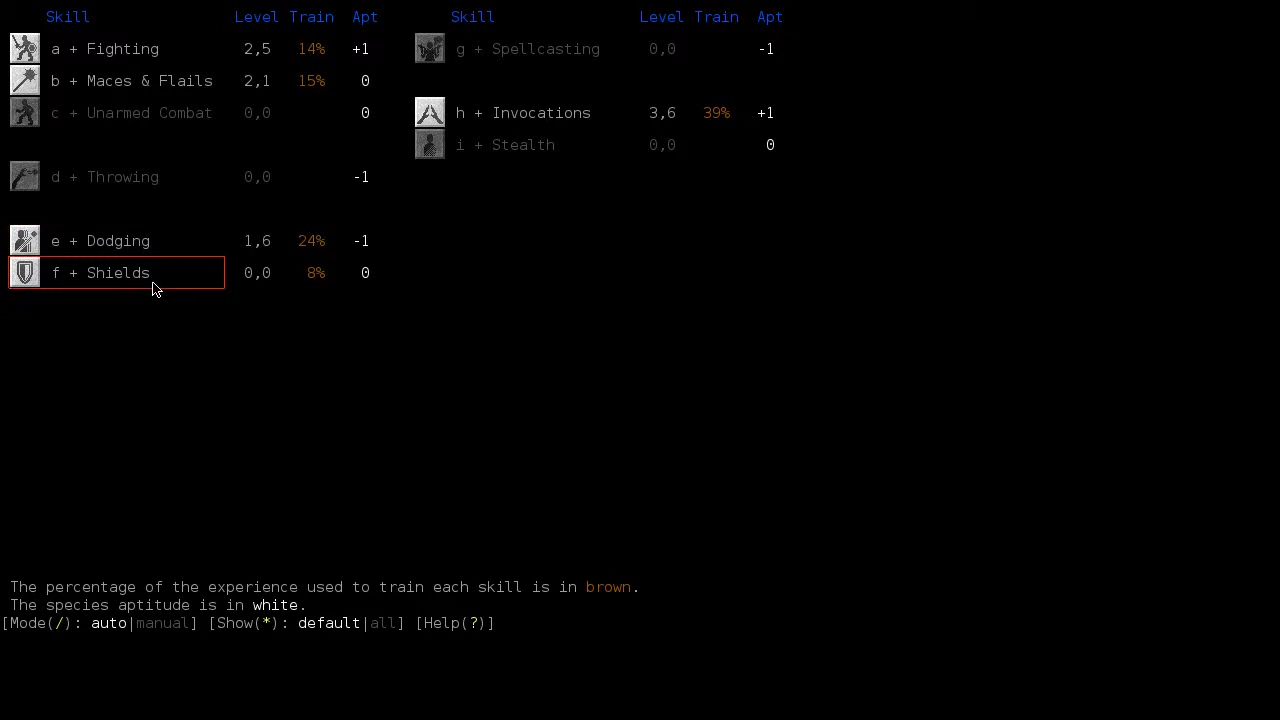 Skill Level Train Apt Skill Level Train Apt
a + Fighting 2,5 14% +1 g + Spellcasting 0,0 -1
b + Maces & Flails 2,1 15% 0
c + Unarmed Combat 0,0 0 h + Invocations 3,6 39% +1
i + Stealth 0,0 0
d + Throwing 0,0 -1
e + Dodging 1,6 24% -1
f + Shields 0,0 8% 0
The percentage of the experience used to train each skill is in brown.
The species aptitude is in white.
[Mode(/): auto|manual] [Show(*): default|all] [Help(?)]